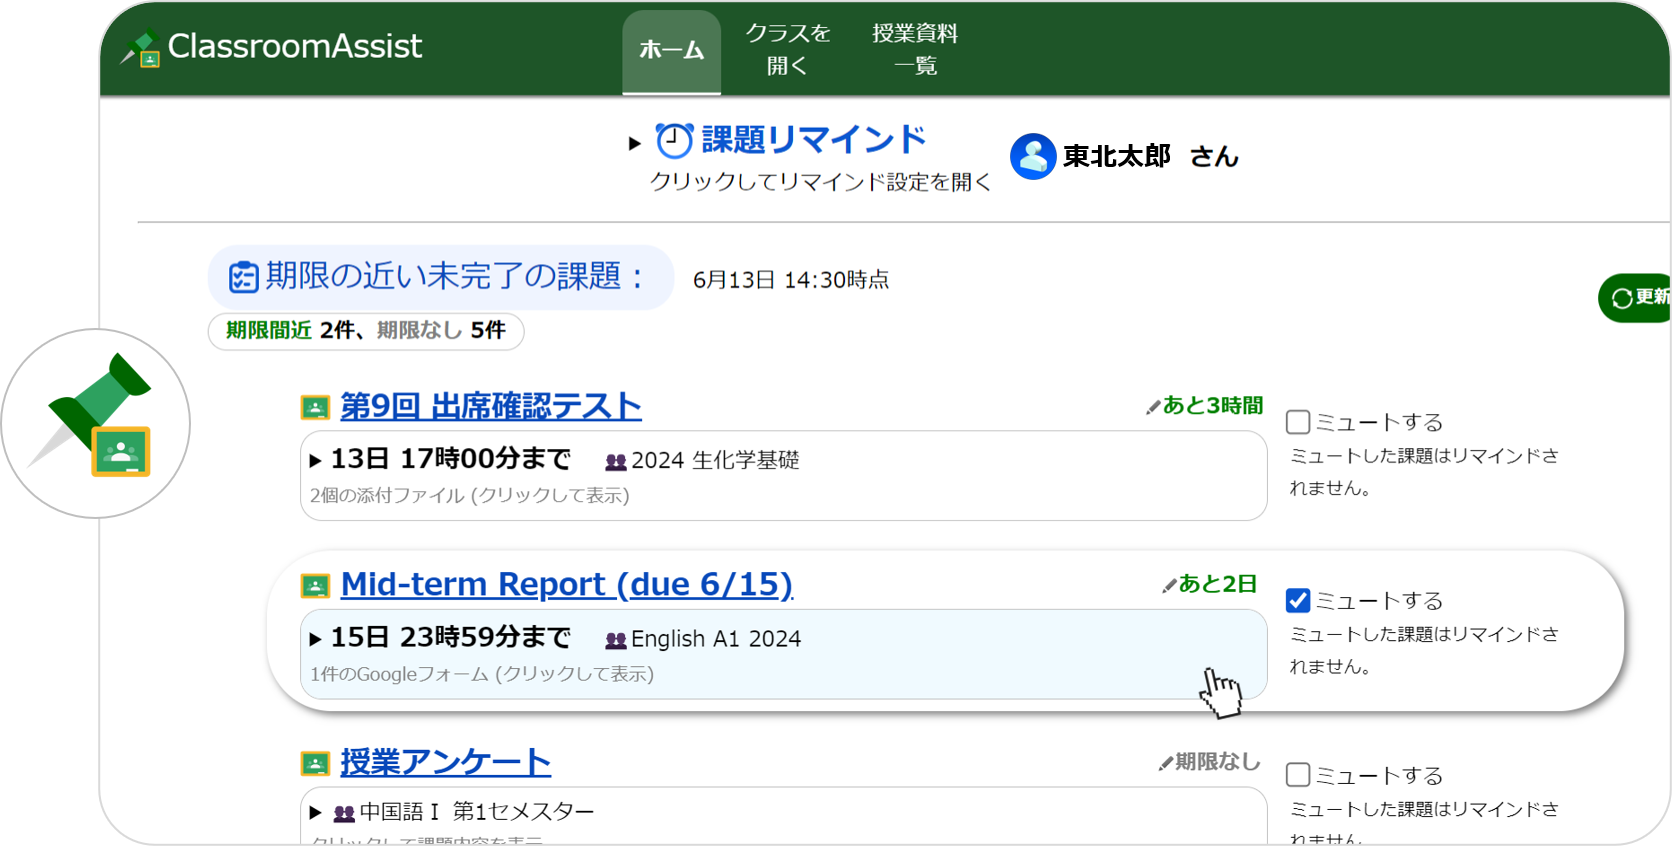 ClassroomAssist
ホーム
クラスを
開く
授業資料
一覧
課題リマインド
クリックしてリマインド設定を開く
東北太郎 さん
期限の近い未完了の課題：
6月13日 14:30時点
更新
期限間近 2件、期限なし 5件
第9回 出席確認テスト
あと3時間
ミュートする
ミュートした課題はリマインドさ
れません。
13日 17時00分まで
2024 生化学基礎
2個の添付ファイル (クリックして表示)
Mid-term Report (due 6/15)
あと2日
ミュートする
ミュートした課題はリマインドさ
れません。
15日 23時59分まで
English A1 2024
1件のGoogleフォーム (クリックして表示)
授業アンケート
期限なし
ミュートする
ミュートした課題はリマインドさ
れません。
中国語 I 第1セメスター
クリックして課題内容を表示